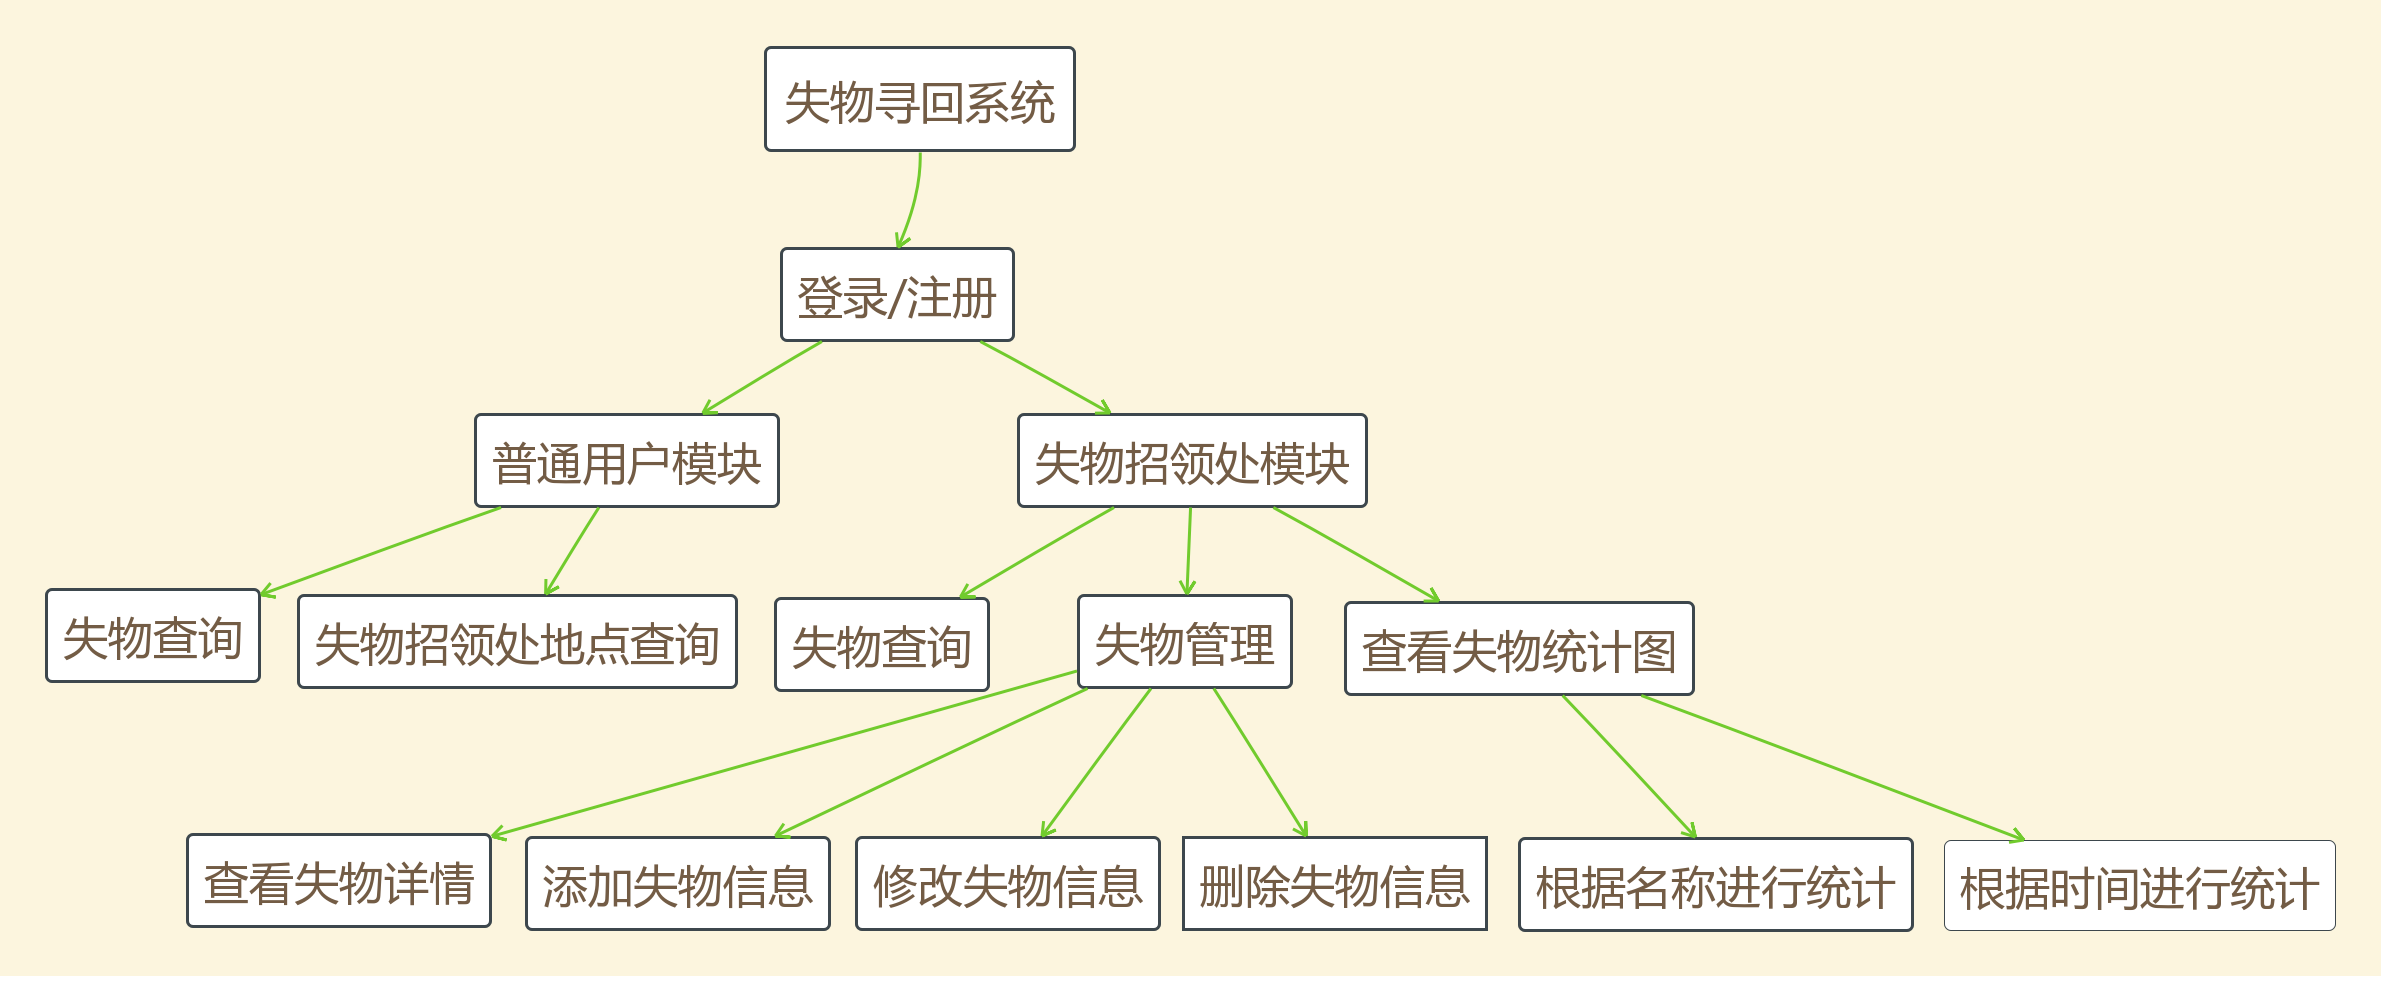 失物寻回系统
登录/注册
普通用户模块
失物招领处模块
失物查询
失物招领处地点查询
失物查询
失物管理
查看失物统计图
查看失物详情
添加失物信息
修改失物信息
删除失物信息
根据名称进行统计
根据时间进行统计